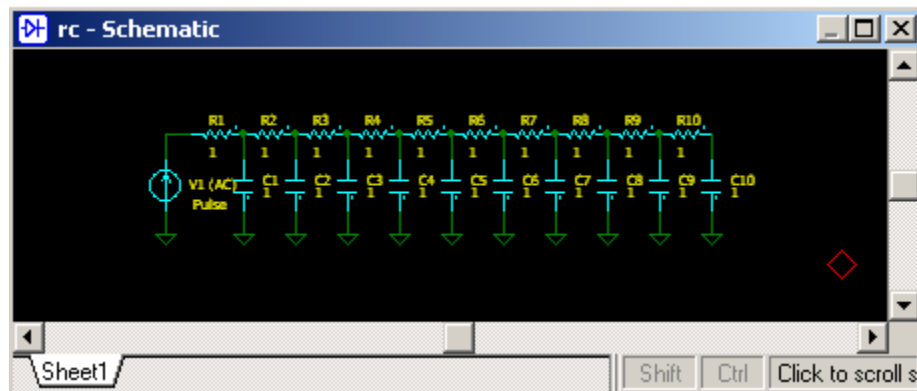 rc - Schematic
R1 R2 R3 R4 R5 R6 R7 R8 R9 R10
1 1 1 1 1 1 1 1 1 1
V1 (AC) C1 C2 C3 C4 C5 C6 C7 C8 C9 C10
1 1 1 1 1 1 1 1 1 1
Pulse
Sheet1 Shift Ctrl Click to scroll s